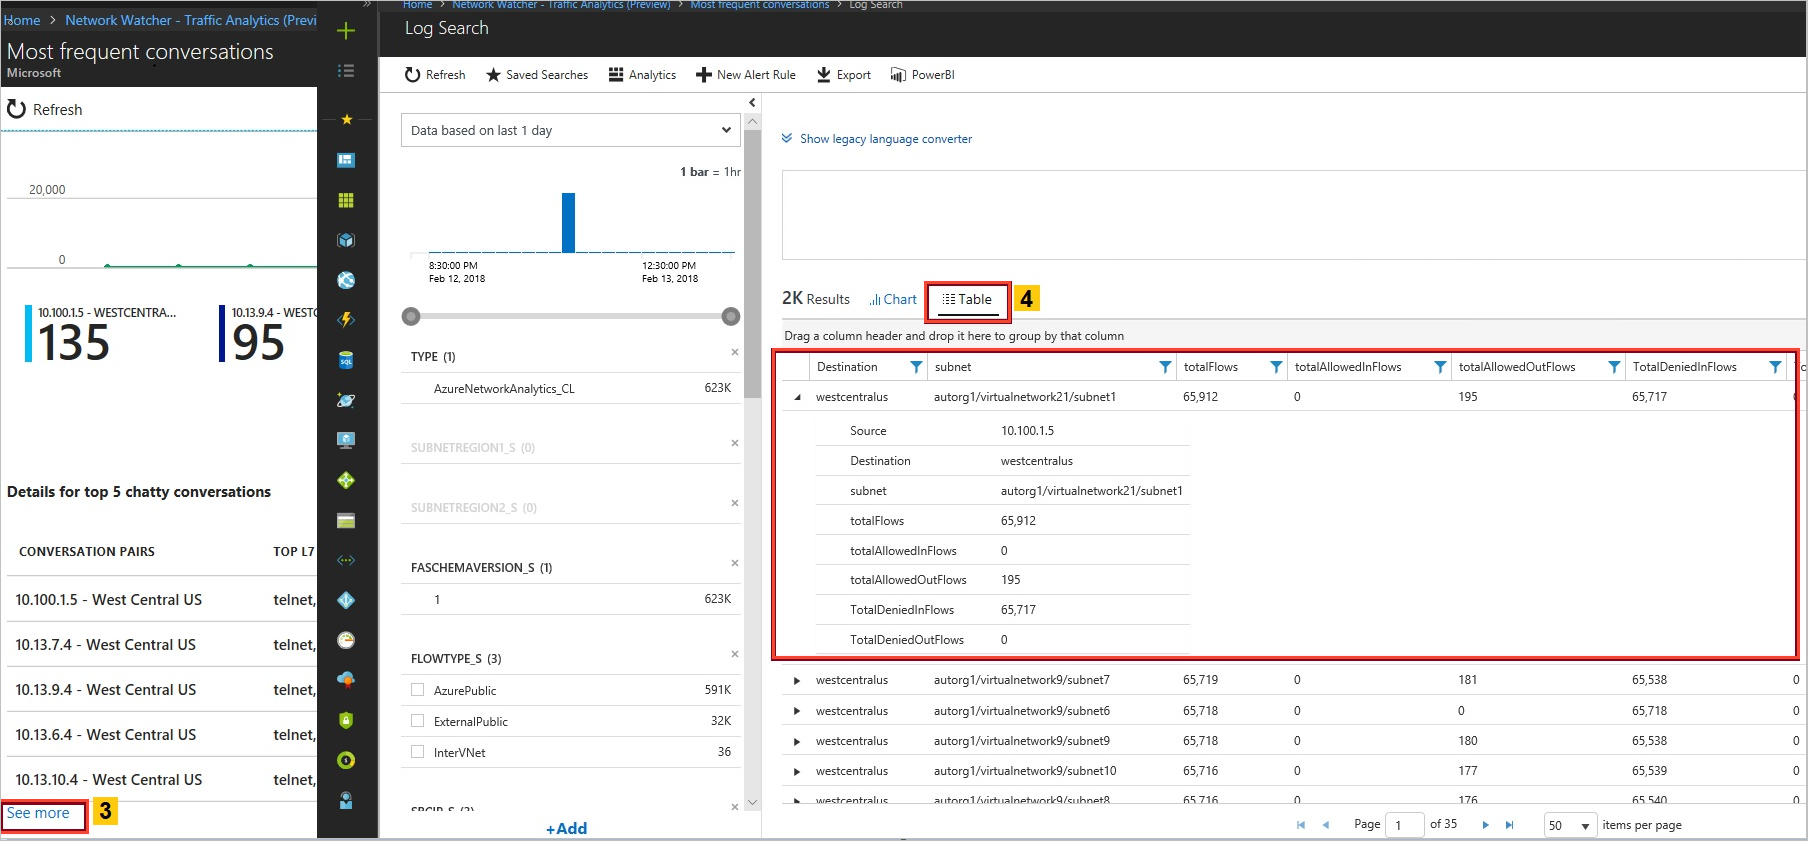 Home > Network Watcher - Traffic Analytics (Previ
Most frequent conversations
Microsoft
Refresh
20,000
0
10.100.1.5 - WESTCENTRA...
135
10.13.9.4 - WESTC
95
Details for top 5 chatty conversations
CONVERSATION PAIRS TOP L7
10.100.1.5 - West Central US telnet,
10.13.7.4 - West Central US telnet,
10.13.9.4 - West Central US telnet,
10.13.6.4 - West Central US telnet,
10.13.10.4 - West Central US telnet,
See more 3
SQL
Home > Network Watcher - Traffic Analytics (Preview) > Most frequent conversations > Log Search
Log Search
Refresh Saved Searches Analytics New Alert Rule Export PowerBI
Data based on last 1 day
1 bar = 1hr
8:30:00 PM 12:30:00 PM
Feb 12, 2018 Feb 13, 2018
TYPE (1)
AzureNetworkAnalytics_CL 623K
SUBNETREGION1_S (0)
SUBNETREGION2_S (0)
FASCHEMAVERSION_S (1)
1 623K
FLOWTYPE_S (3)
AzurePublic 591K
ExternalPublic 32K
InterVNet 36
SRCIP_S (2)
+Add
Show legacy language converter
2K Results Chart Table 4
Drag a column header and drop it here to group by that column
Destination subnet totalFlows totalAllowedInFlows totalAllowedOutFlows TotalDeniedInFlows
westcentralus autorg1/virtualnetwork21/subnet1 65,912 0 195 65,717 0
Source 10.100.1.5
Destination westcentralus
subnet autorg1/virtualnetwork21/subnet1
totalFlows 65,912
totalAllowedInFlows 0
totalAllowedOutFlows 195
TotalDeniedInFlows 65,717
TotalDeniedOutFlows 0
westcentralus autorg1/virtualnetwork9/subnet7 65,719 0 181 65,538 0
westcentralus autorg1/virtualnetwork9/subnet6 65,718 0 0 65,718 0
westcentralus autorg1/virtualnetwork9/subnet9 65,718 0 180 65,538 0
westcentralus autorg1/virtualnetwork9/subnet10 65,716 0 177 65,539 0
westcentralus autorg1/virtualnetwork9/subnet8 65,716 0 176 65,540 0
Page 1 of 35 50 items per page